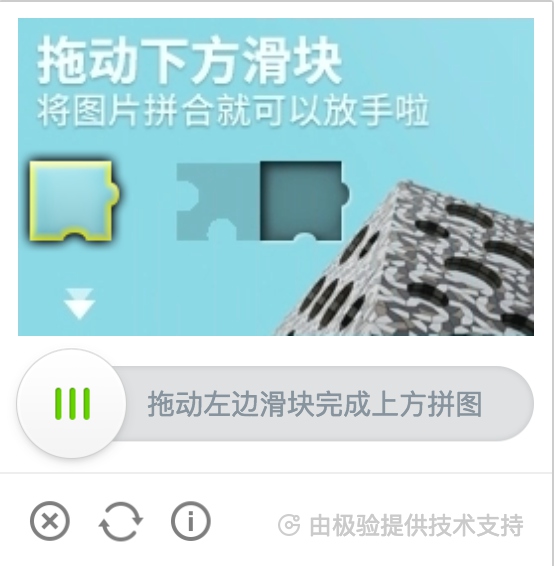 拖动下方滑块
将图片拼合就可以放手啦
拖动左边滑块完成上方拼图
由极验提供技术支持